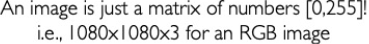 An image is just a matrix of numbers [0,255]!
i.e., 1080x1080x3 for an RGB image